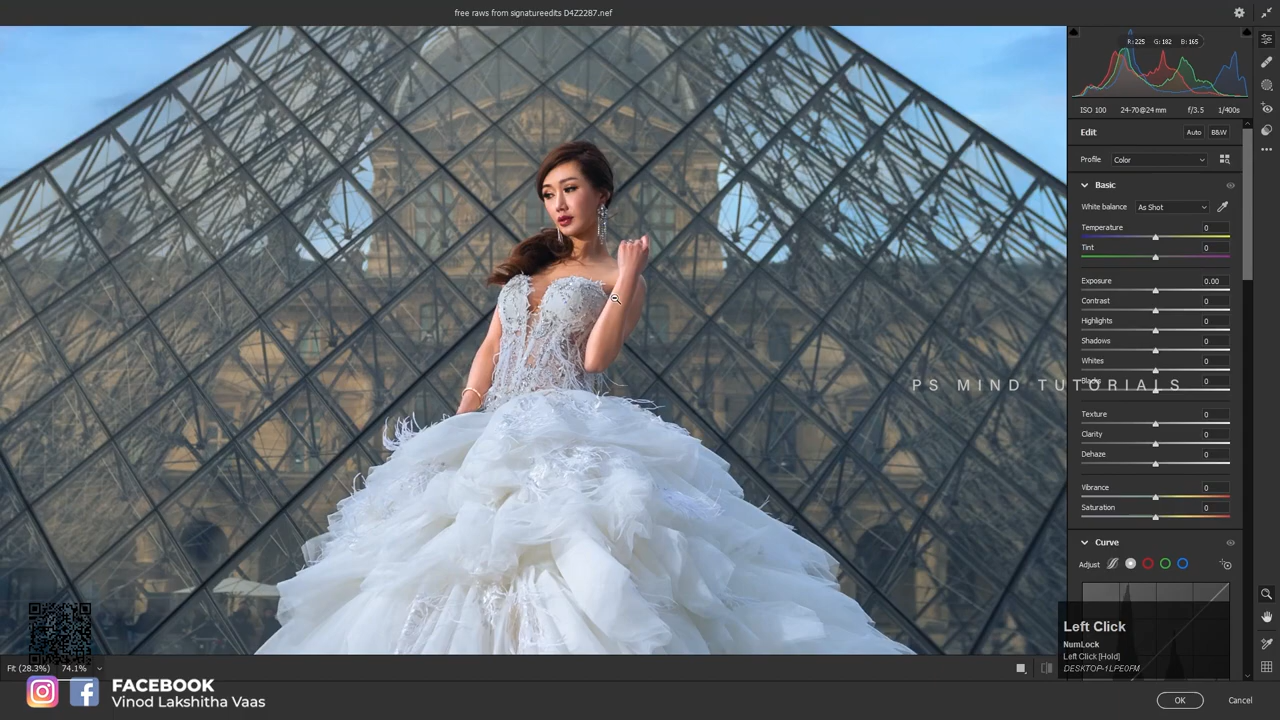 free raws from signatureedits D4Z2287.nef
R: 225 G: 182 B: 165
ISO 100 24-70@24 mm f/3.5 1/400s
Edit Auto B&W
Profile Color
Basic
White balance As Shot
Temperature 0
Tint 0
Exposure 0.00
Contrast 0
Highlights 0
Shadows 0
Whites 0
Blacks 0
PS MIND TUTORIALS
Texture 0
Clarity 0
Dehaze 0
Vibrance 0
Saturation 0
Curve
Adjust
Left Click
NumLock
Left Click [Hold]
DESKTOP-1LPE0FM
Fit (28.3%) 74.1%
FACEBOOK
Vinod Lakshitha Vaas
OK Cancel